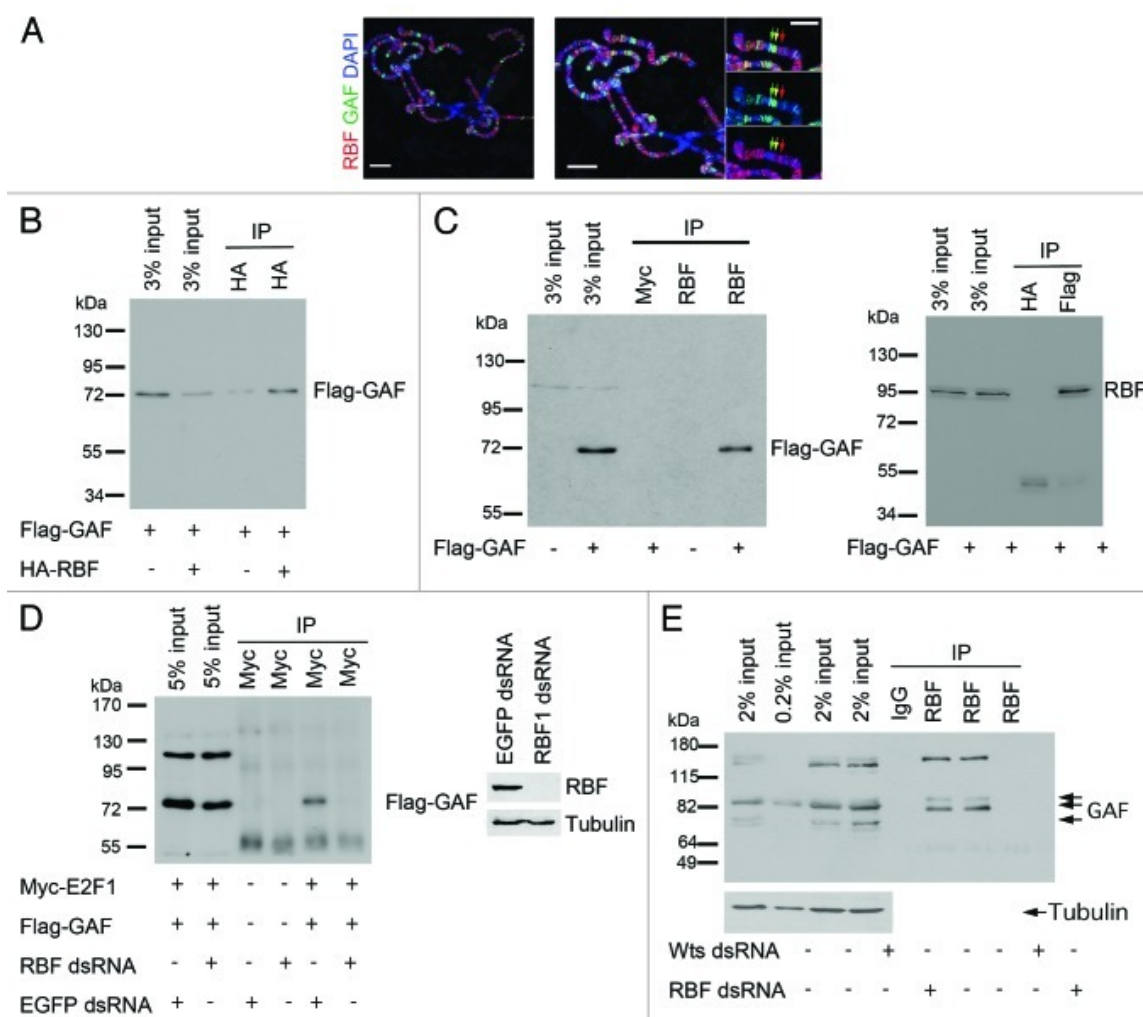 A
RBF GAF DAPI
B
3% input 3% input HA HA
IP
kDa
130
95
72
55
34
Flag-GAF
Flag-GAF + + + +
HA-RBF - + - +
C
3% input 3% input Myc RBF RBF
IP
kDa
130
95
72
55
Flag-GAF
Flag-GAF - + + - +
3% input 3% input HA Flag
IP
kDa
130
95
72
55
34
RBF
Flag-GAF + + + +
D
5% input 5% input Myc Myc Myc Myc
IP
kDa
170
130
95
72
55
Flag-GAF
Myc-E2F1 + + - - + +
Flag-GAF + + - - + +
RBF dsRNA - + - + - +
EGFP dsRNA + - + - + -
EGFP dsRNA RBF1 dsRNA
RBF
Tubulin
E
2% input 0.2% input 2% input 2% input IgG RBF RBF RBF
IP
kDa
180
115
82
64
49
GAF
Tubulin
Wts dsRNA - - - + - - + -
RBF dsRNA - - - + - - - +